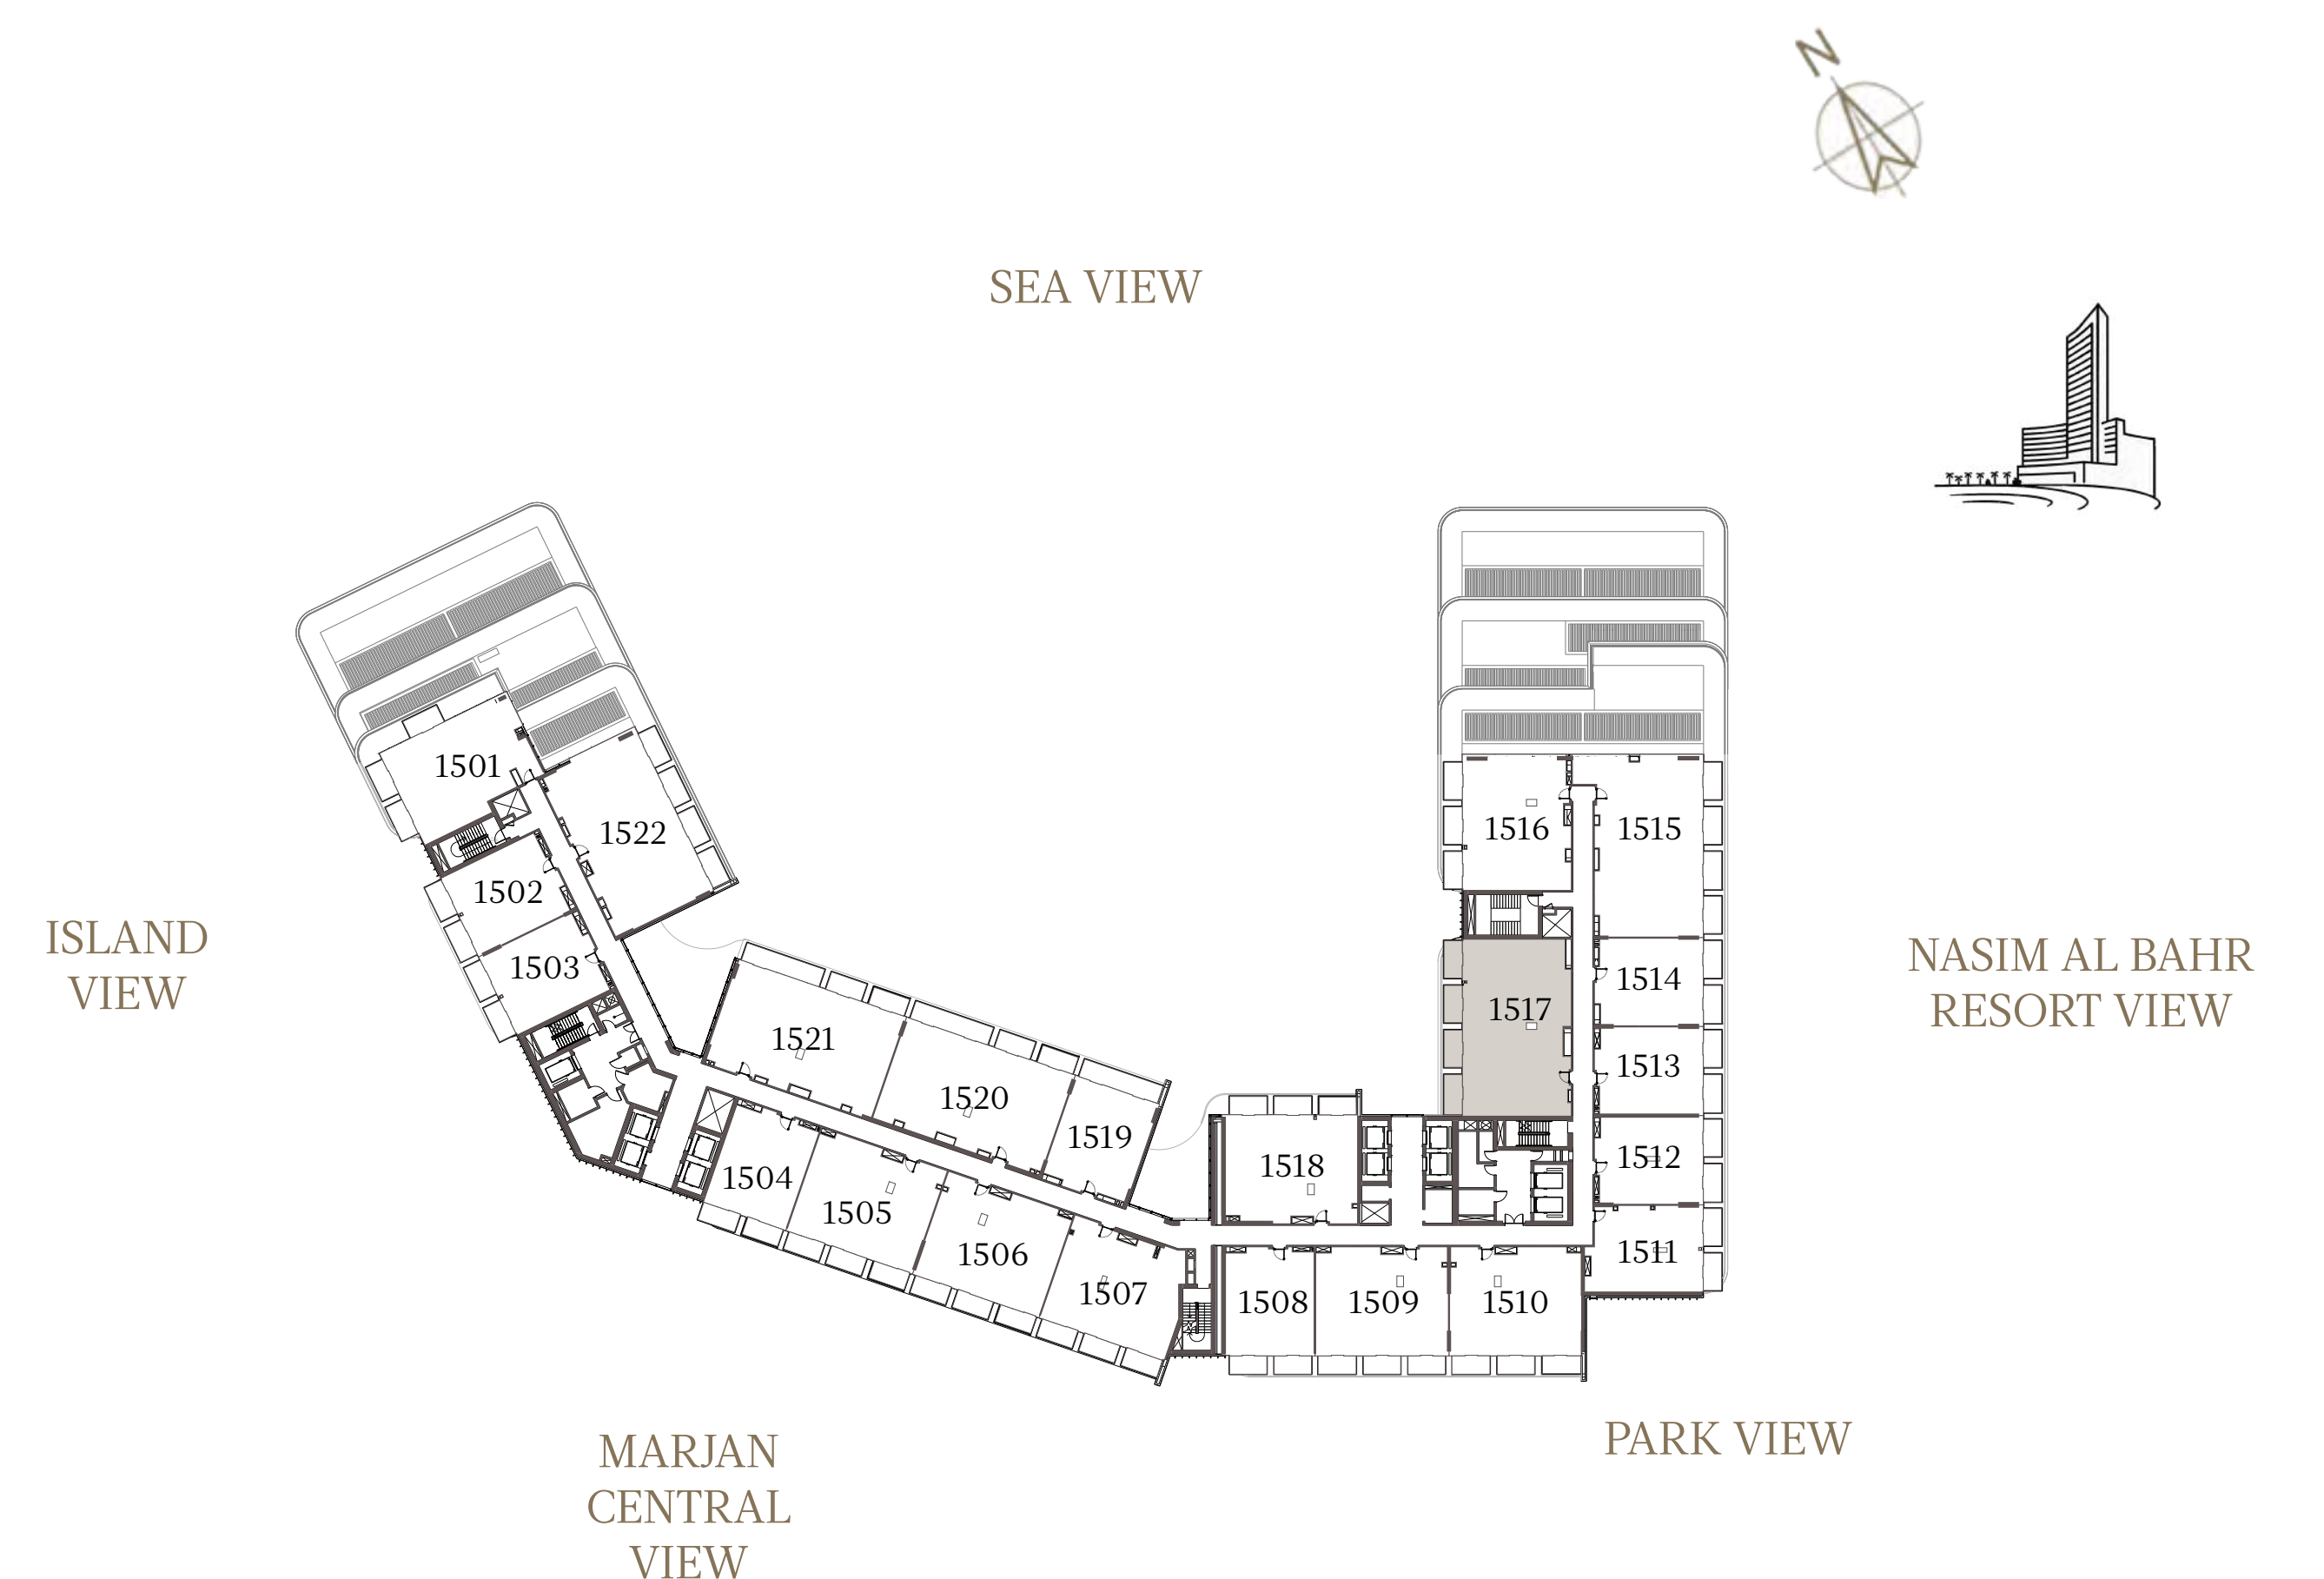 N
SEA VIEW
1501
1522
1516
1515
1502
ISLAND
VIEW
1503
NASIM AL BAHR
RESORT VIEW
1514
1517
1521
1513
1520
1519
1512
1518
1504
1505
1506
1511
1507
1508
1509
1510
PARK VIEW
MARJAN
CENTRAL
VIEW